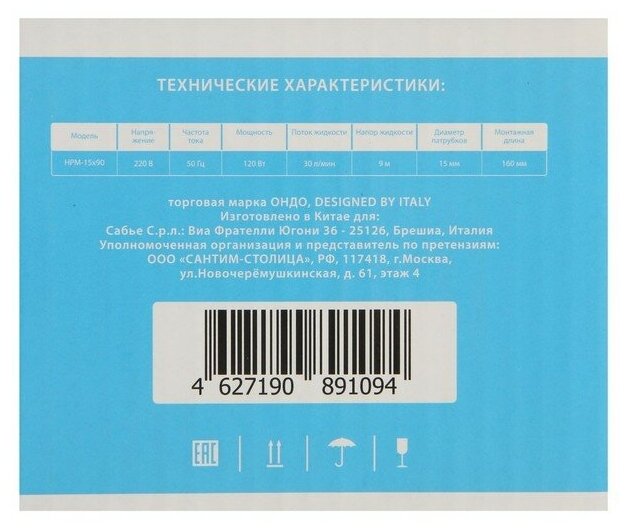 ТЕХНИЧЕСКИЕ ХАРАКТЕРИСТИКИ:
Модель Напря- Частота Мощность Поток жидкости Напор жидкости Диаметр Монтажная
жение тока патрубков длина
НРМ-15x90 220 В 50 Гц 120 Вт 30 л/мин 9 м 15 мм 160 мм
торговая марка ОНДО, DESIGNED BY ITALY
Изготовлено в Китае для:
Сабье С.р.л.: Виа Фрателли Югони 36 - 25126, Брешиа, Италия
Уполномоченная организация и представитель по претензиям:
ООО «САНТИМ-СТОЛИЦА», РФ, 117418, г.Москва,
ул.Новочерёмушкинская, д. 61, этаж 4
4 627190 891094
EAC